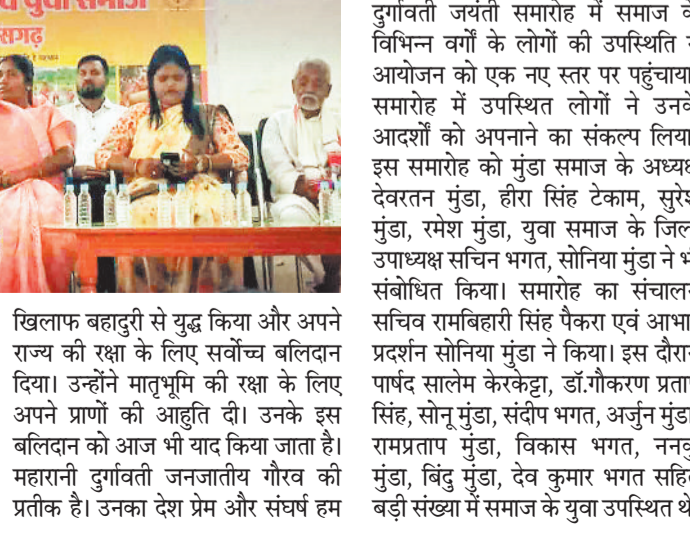 युवा समाज
सगढ़
खिलाफ बहादुरी से युद्ध किया और अपने
राज्य की रक्षा के लिए सर्वोच्च बलिदान
दिया। उन्होंने मातृभूमि की रक्षा के लिए
अपने प्राणों की आहुति दी। उनके इस
बलिदान को आज भी याद किया जाता है।
महारानी दुर्गावती जनजातीय गौरव की
प्रतीक है। उनका देश प्रेम और संघर्ष हम
दुर्गावती जयंती समारोह में समाज के
विभिन्न वर्गों के लोगों की उपस्थिति
आयोजन को एक नए स्तर पर पहुंचाया
समारोह में उपस्थित लोगों ने उनके
आदर्शों को अपनाने का संकल्प लिया
इस समारोह को मुंडा समाज के अध्यक्ष
देवरतन मुंडा, हीरा सिंह टेकाम, सुरेश
मुंडा, रमेश मुंडा, युवा समाज के जिल
उपाध्यक्ष सचिन भगत, सोनिया मुंडा ने भ
संबोधित किया। समारोह का संचालन
सचिव रामबिहारी सिंह पैकरा एवं आभा
प्रदर्शन सोनिया मुंडा ने किया। इस दौरान
पार्षद सालेम केरकेट्टा, डॉ.गौकरण प्रताप
सिंह, सोनू मुंडा, संदीप भगत, अर्जुन मुंडा
रामप्रताप मुंडा, विकास भगत, ननकु
मुंडा, बिंदु मुंडा, देव कुमार भगत सहित
बड़ी संख्या में समाज के युवा उपस्थित थे